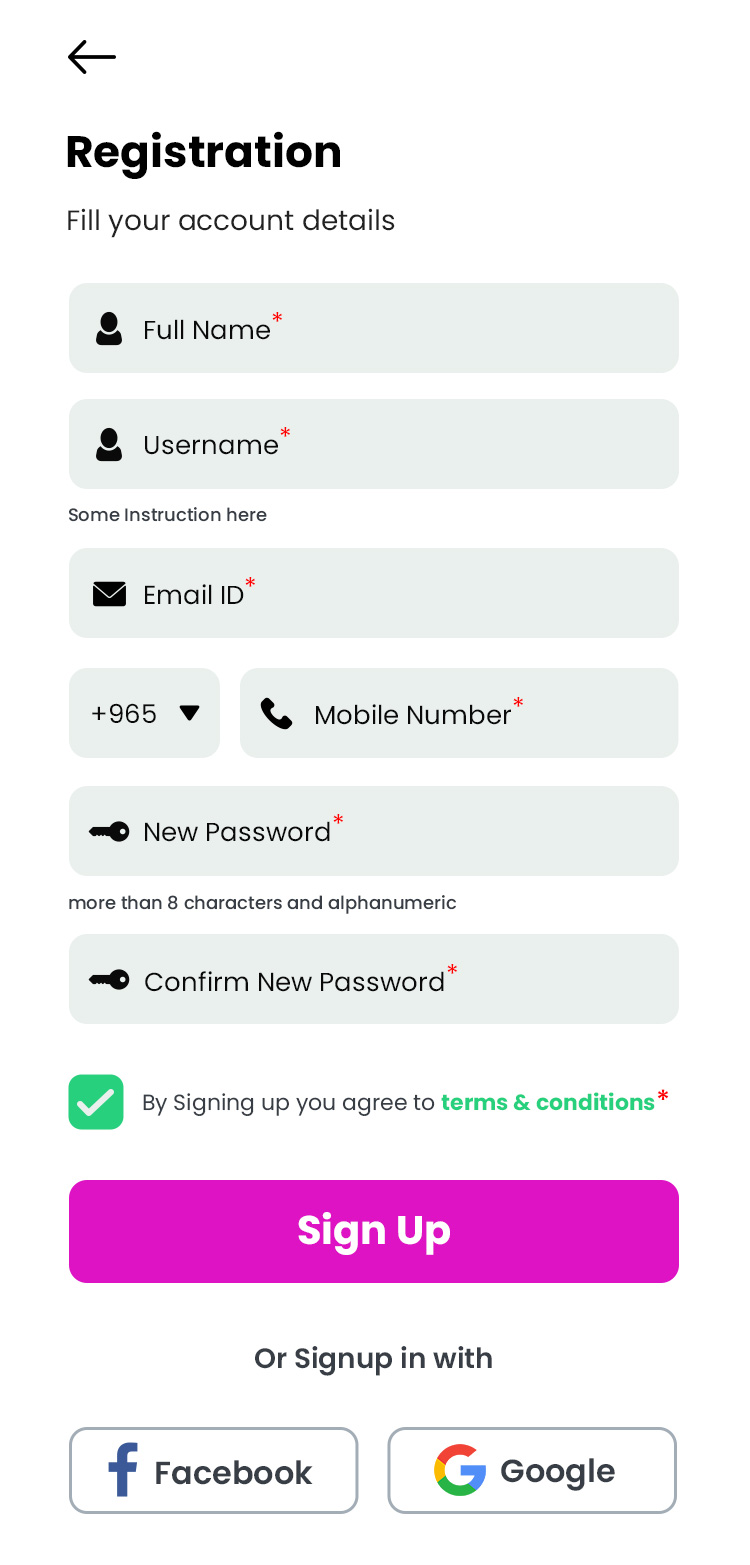 Registration
Fill your account details
Full Name*
Username*
Some Instruction here
Email ID*
+965 Mobile Number*
New Password*
more than 8 characters and alphanumeric
Confirm New Password*
By Signing up you agree to terms & conditions*
Sign Up
Or Signup in with
Facebook Google